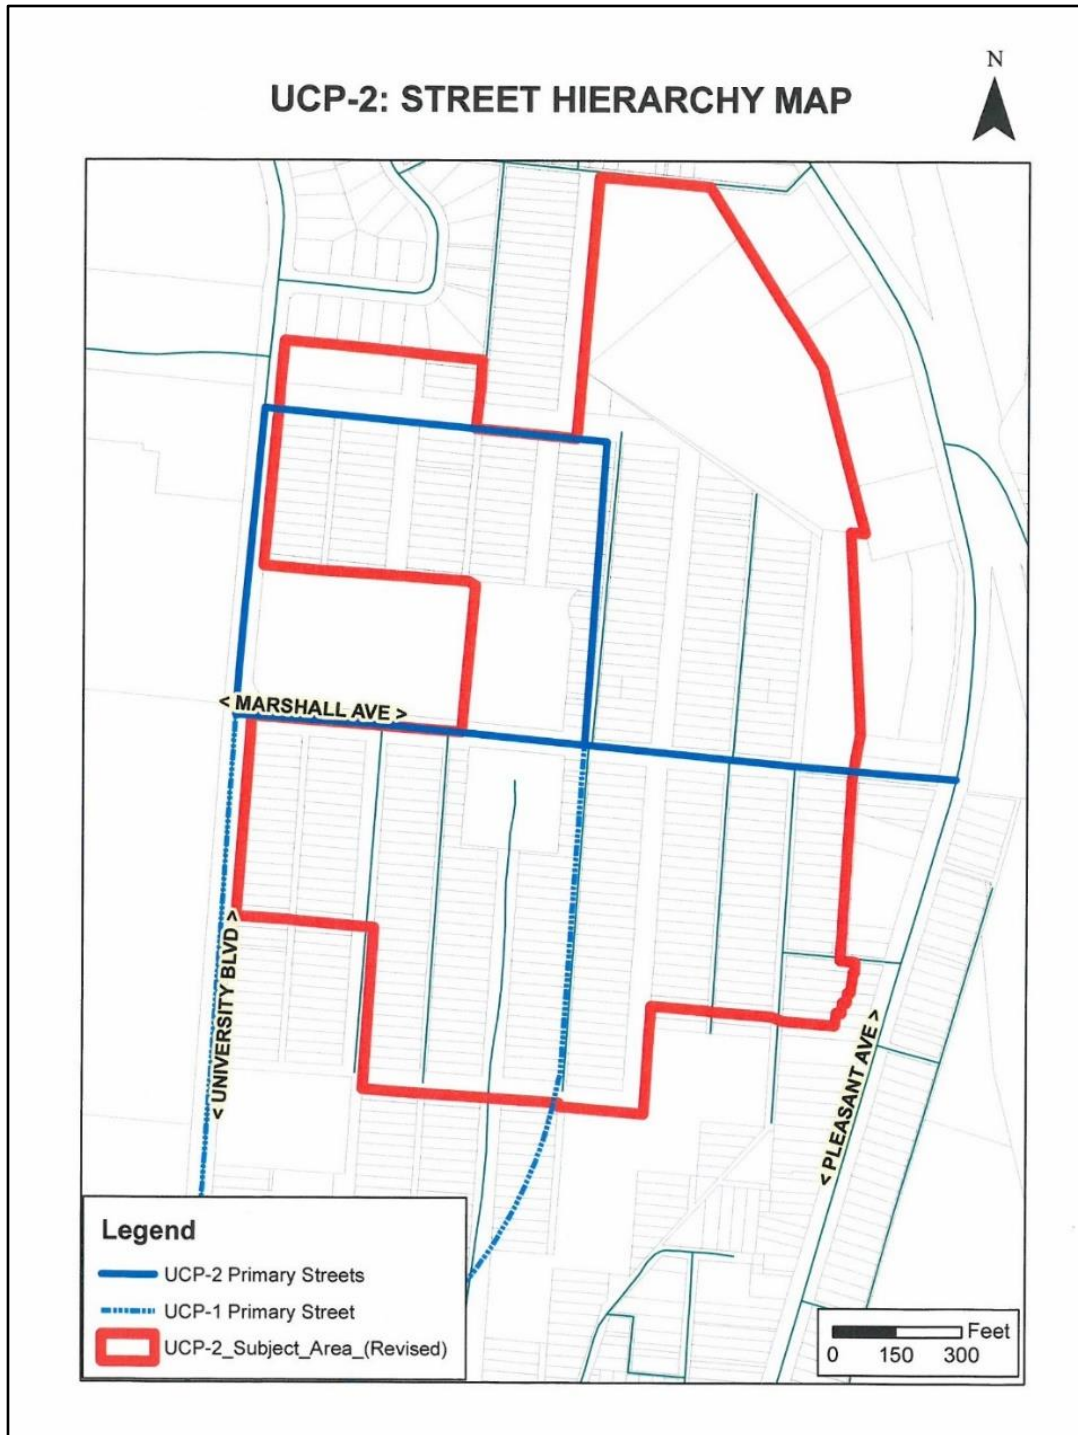 N
UCP-2: STREET HIERARCHY MAP
< MARSHALL AVE >
< UNIVERSITY BLVD >
< PLEASANT AVE >
Legend
UCP-2 Primary Streets
UCP-1 Primary Street
UCP-2_Subject_Area_(Revised)
Feet
0 150 300